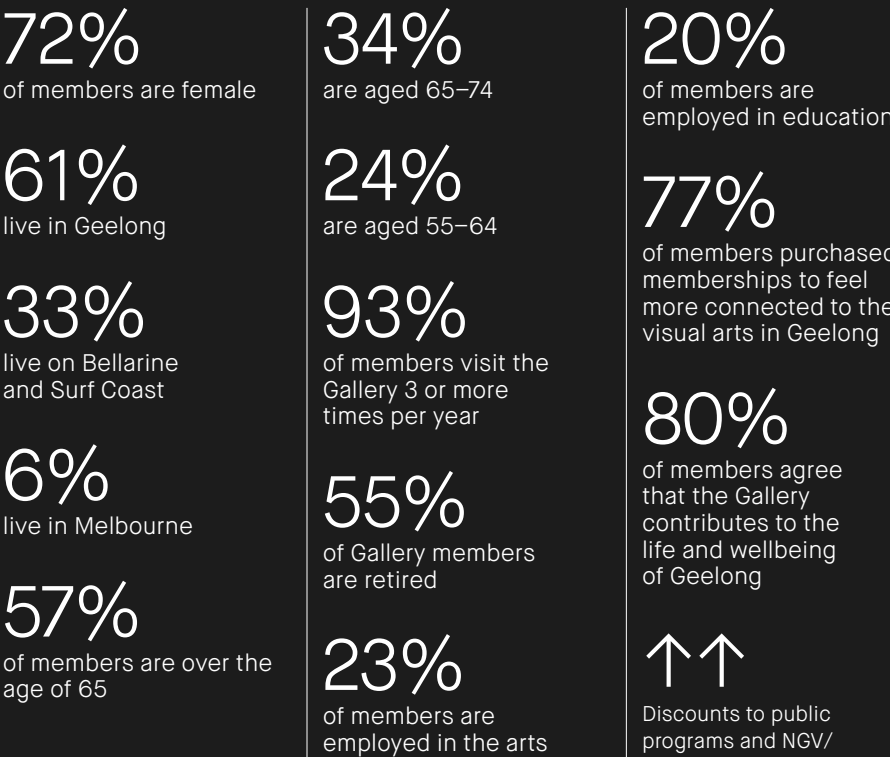 72%
of members are female
61%
live in Geelong
33%
live on Bellarine
and Surf Coast
6%
live in Melbourne
57%
of members are over the
age of 65
34%
are aged 65–74
24%
are aged 55–64
93%
of members visit the
Gallery 3 or more
times per year
55%
of Gallery members
are retired
23%
of members are
employed in the arts
20%
of members are
employed in education
77%
of members purchased
memberships to feel
more connected to the
visual arts in Geelong
80%
of members agree
that the Gallery
contributes to the
life and wellbeing
of Geelong
↑↑
Discounts to public
programs and NGV/